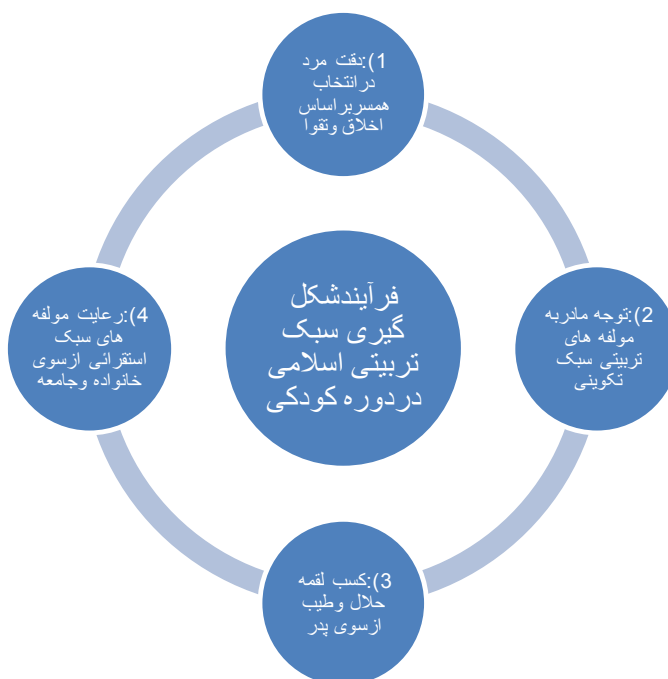 1):دقت مرد
درانتخاب
همسربراساس
اخلاق وتقوا
2):توجه مادربه
مولفه های
تربیتی سبک
تکوینی
3):کسب لقمه
حلال وطیب
ازسوی پدر
4):رعایت مولفه
های سبک
استقرائی ازسوی
خانواده وجامعه
فرآیندشکل
گیری سبک
تربیتی اسلامی
دردوره کودکی